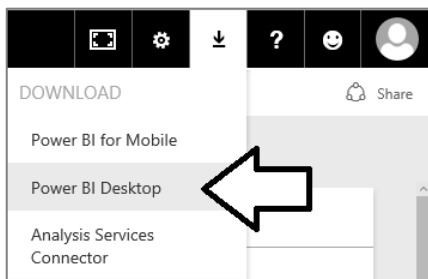 ?
DOWNLOAD
Share
Power BI for Mobile
Power BI Desktop
Analysis Services
Connector